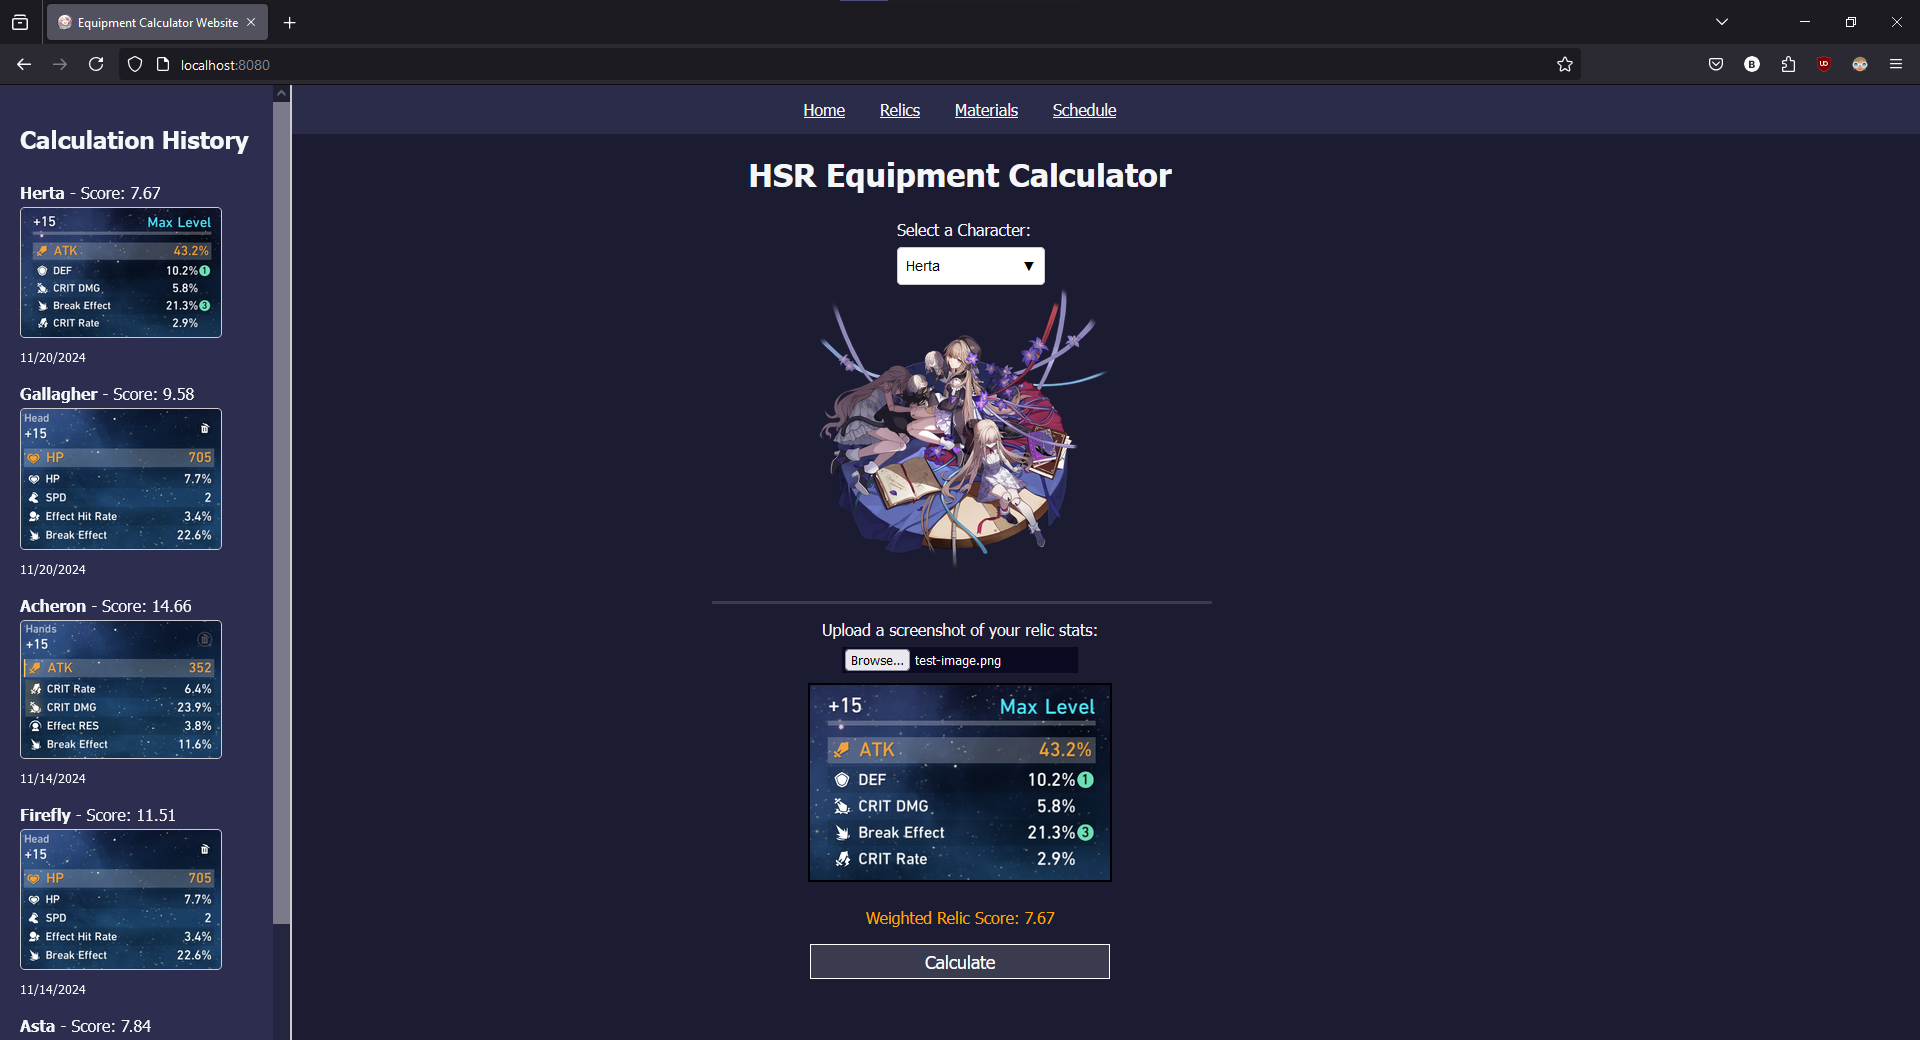 Equipment Calculator Website
localhost:8080
Calculation History
Herta - Score: 7.67
+15 Max Level
ATK 43.2%
DEF 10.2% 1
CRIT DMG 5.8%
Break Effect 21.3% 3
CRIT Rate 2.9%
11/20/2024
Gallagher - Score: 9.58
Head
+15
HP 705
HP 7.7%
SPD 2
Effect Hit Rate 3.4%
Break Effect 22.6%
11/20/2024
Acheron - Score: 14.66
Hands
+15
ATK 352
CRIT Rate 6.4%
CRIT DMG 23.9%
Effect RES 3.8%
Break Effect 11.6%
11/14/2024
Firefly - Score: 11.51
Head
+15
HP 705
HP 7.7%
SPD 2
Effect Hit Rate 3.4%
Break Effect 22.6%
11/14/2024
Asta - Score: 7.84
Home Relics Materials Schedule
HSR Equipment Calculator
Select a Character:
Herta
Upload a screenshot of your relic stats:
Browse... test-image.png
+15 Max Level
ATK 43.2%
DEF 10.2% 1
CRIT DMG 5.8%
Break Effect 21.3% 3
CRIT Rate 2.9%
Weighted Relic Score: 7.67
Calculate